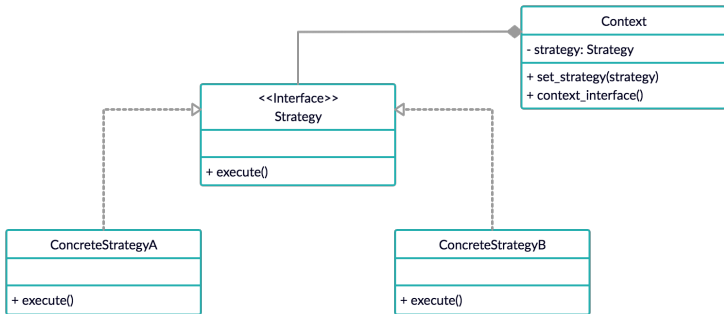 Context
- strategy: Strategy
+ set_strategy(strategy)
+ context_interface()
<<Interface>>
Strategy
+ execute()
ConcreteStrategyA
+ execute()
ConcreteStrategyB
+ execute()